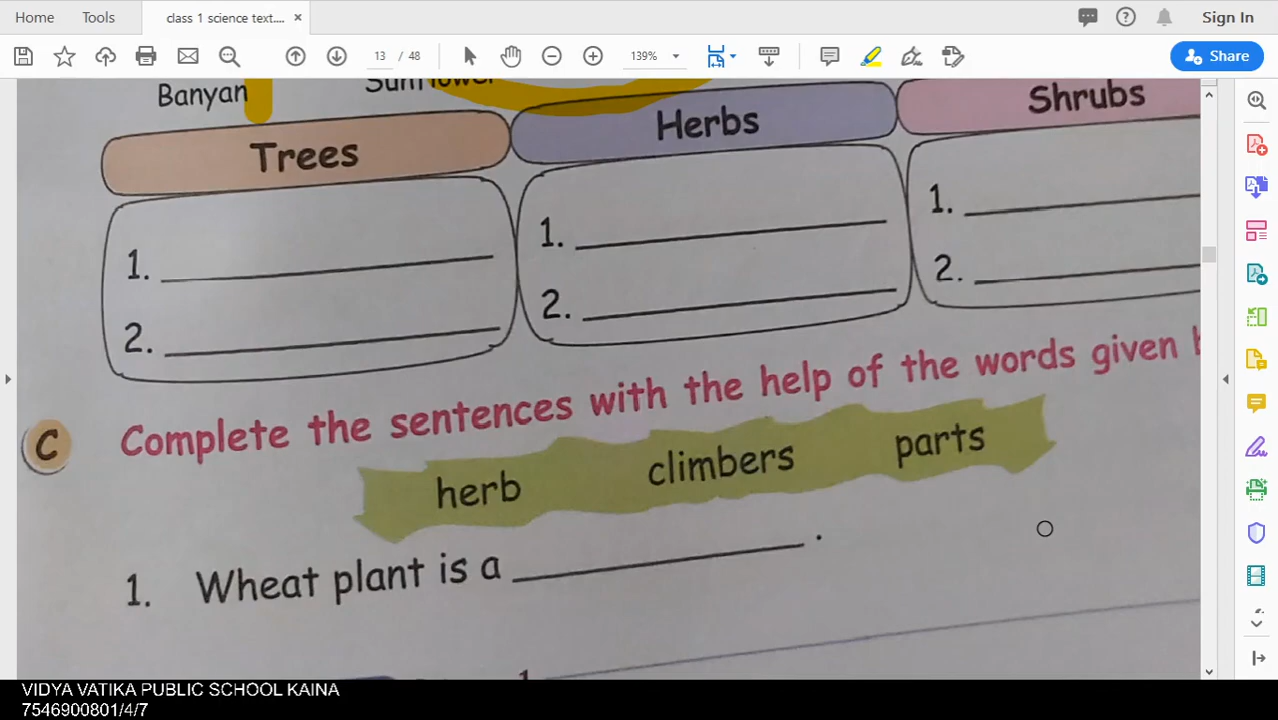 Home Tools class 1 science text.... × Sign In
13 / 48 139% Share
Banyan Sunflower
Trees Herbs Shrubs
1. 1. 1.
2. 2. 2.
C Complete the sentences with the help of the words given
herb climbers parts
1. Wheat plant is a .
VIDYA VATIKA PUBLIC SCHOOL KAINA
7546900801/4/7